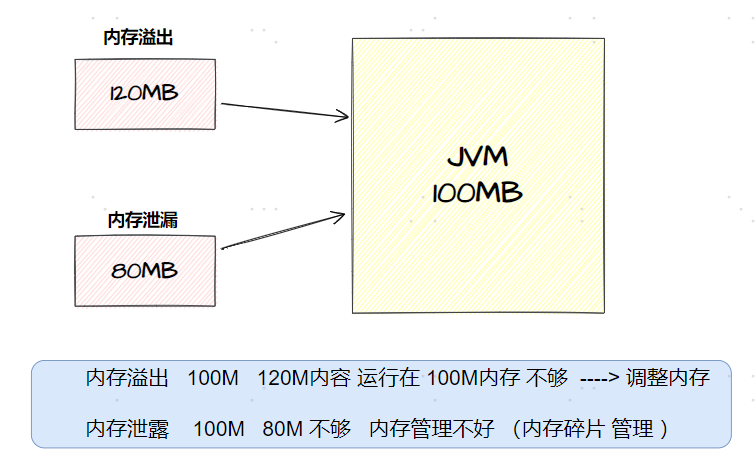 内存溢出
120MB
JVM
100MB
内存泄漏
80MB
内存溢出 100M 120M内容 运行在 100M内存 不够 ----> 调整内存
内存泄露 100M 80M 不够 内存管理不好 （内存碎片 管理 ）